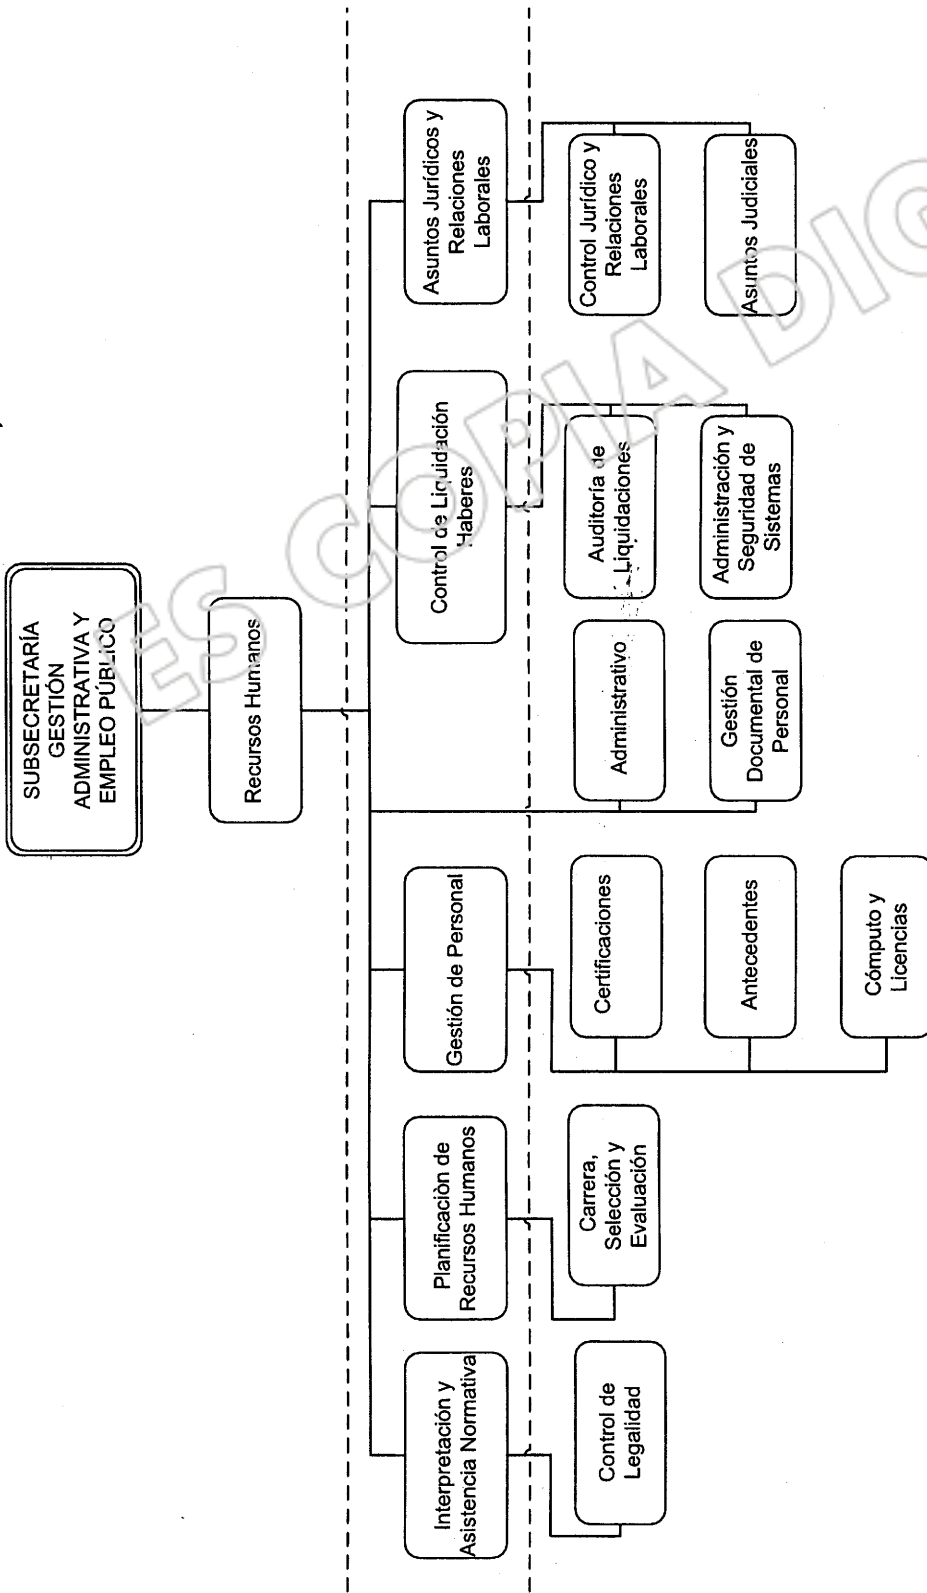 SUBSECRETARÍA
GESTIÓN
ADMINISTRATIVA Y
EMPLEO PÚBLICO
Recursos Humanos
Interpretación y
Asistencia Normativa
Planificaciòn de
Recursos Humanos
Gestión de Personal
Control de Liquidación
Haberes
Asuntos Jurídicos y
Relaciones
Laborales
Control de
Legalidad
Carrera,
Selección y
Evaluación
Certificaciones
Antecedentes
Cómputo y
Licencias
Administrativo
Gestión
Documental de
Personal
Auditoría de
Liquidaciones
Administración y
Seguridad de
Sistemas
Control Jurídico y
Relaciones
Laborales
Asuntos Judiciales
ES COPIA DIG